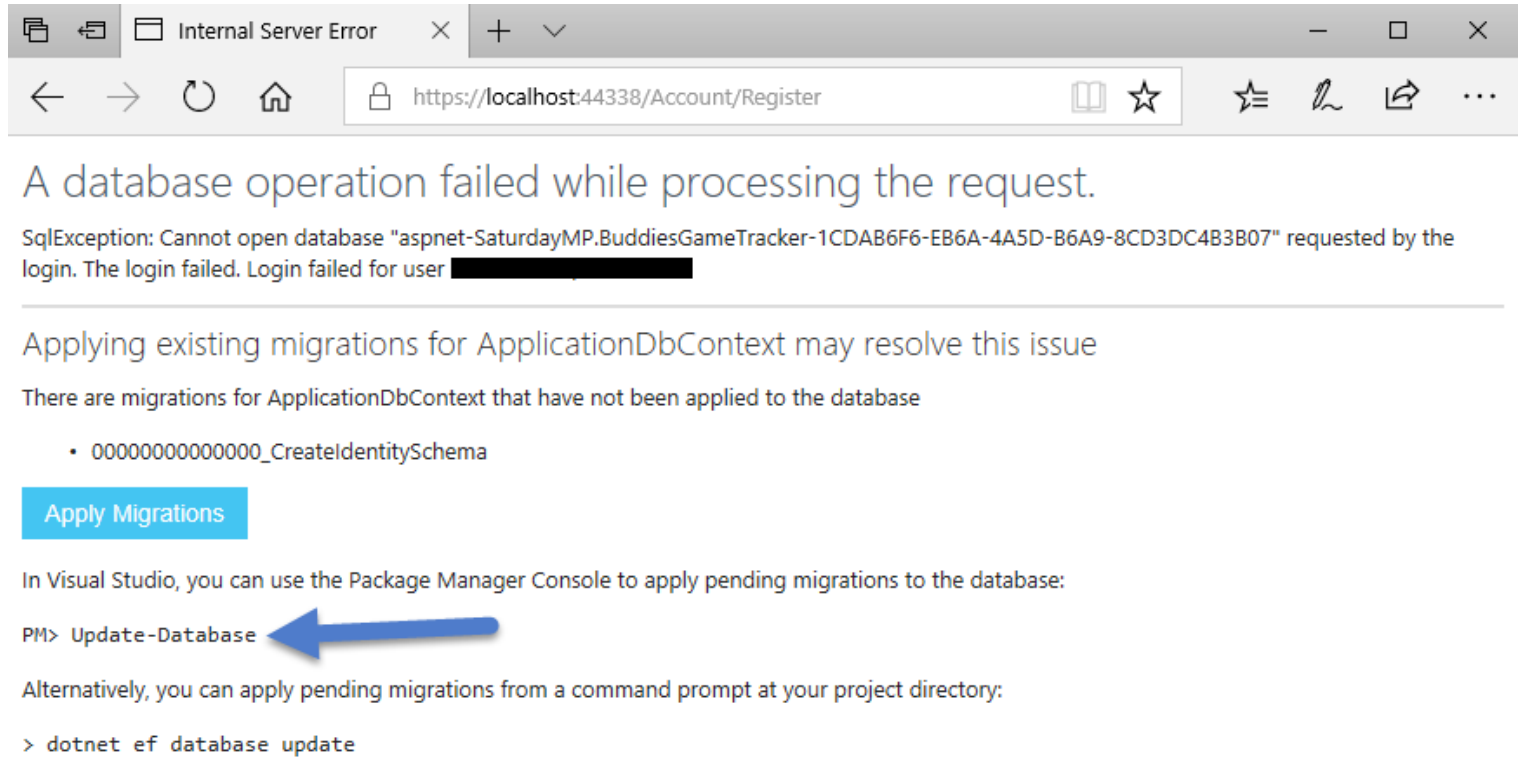 Internal Server Error
https://localhost:44338/Account/Register
A database operation failed while processing the request.
SqlException: Cannot open database "aspnet-SaturdayMP.BuddiesGameTracker-1CDAB6F6-EB6A-4A5D-B6A9-8CD3DC4B3B07" requested by the
login. The login failed. Login failed for user
Applying existing migrations for ApplicationDbContext may resolve this issue
There are migrations for ApplicationDbContext that have not been applied to the database
• 00000000000000_CreateIdentitySchema
Apply Migrations
In Visual Studio, you can use the Package Manager Console to apply pending migrations to the database:
PM> Update-Database
Alternatively, you can apply pending migrations from a command prompt at your project directory:
> dotnet ef database update